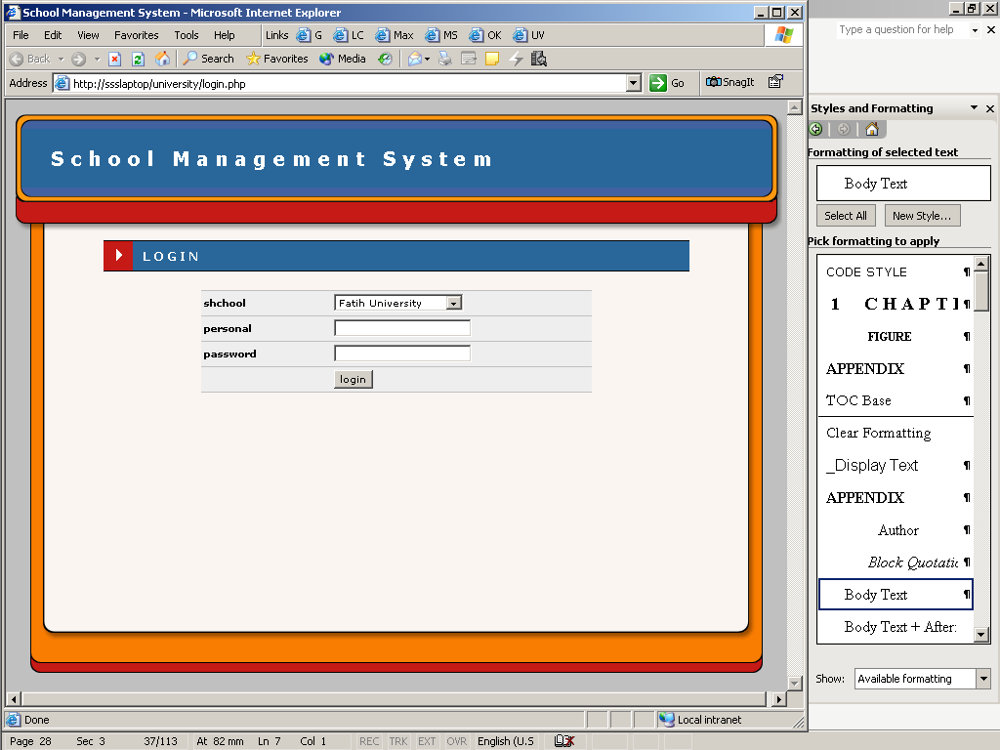 School Management System - Microsoft Internet Explorer
File Edit View Favorites Tools Help Links G LC Max MS OK UV
Type a question for help
Back Search Favorites Media
Address http://ssslaptop/university/login.php Go SnagIt
School Management System
LOGIN
shchool Fatih University
personal
password
login
Styles and Formatting
Formatting of selected text
Body Text
Select All New Style...
Pick formatting to apply
CODE STYLE ¶
1 CHAPT ¶
FIGURE ¶
APPENDIX ¶
TOC Base ¶
Clear Formatting
_Display Text ¶
APPENDIX ¶
Author ¶
Block Quotatic ¶
Body Text ¶
Body Text + After:
Show: Available formatting
Done Local intranet
Page 28 Sec 3 37/113 At 82 mm Ln 7 Col 1 REC TRK EXT OVR English (U.S